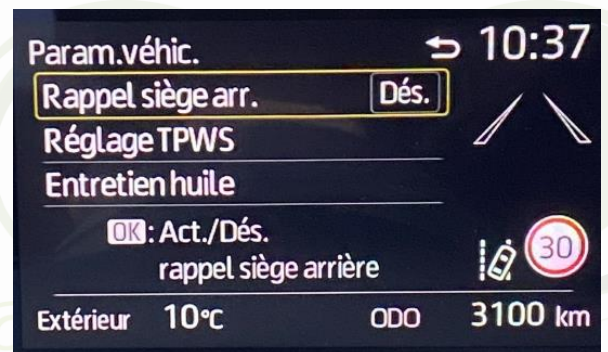 Param.véhic. 10:37
Rappel siège arr. Dés.
Réglage TPWS
Entretien huile
OK: Act./Dés.
rappel siège arrière
30
Extérieur 10°C ODO 3100 km